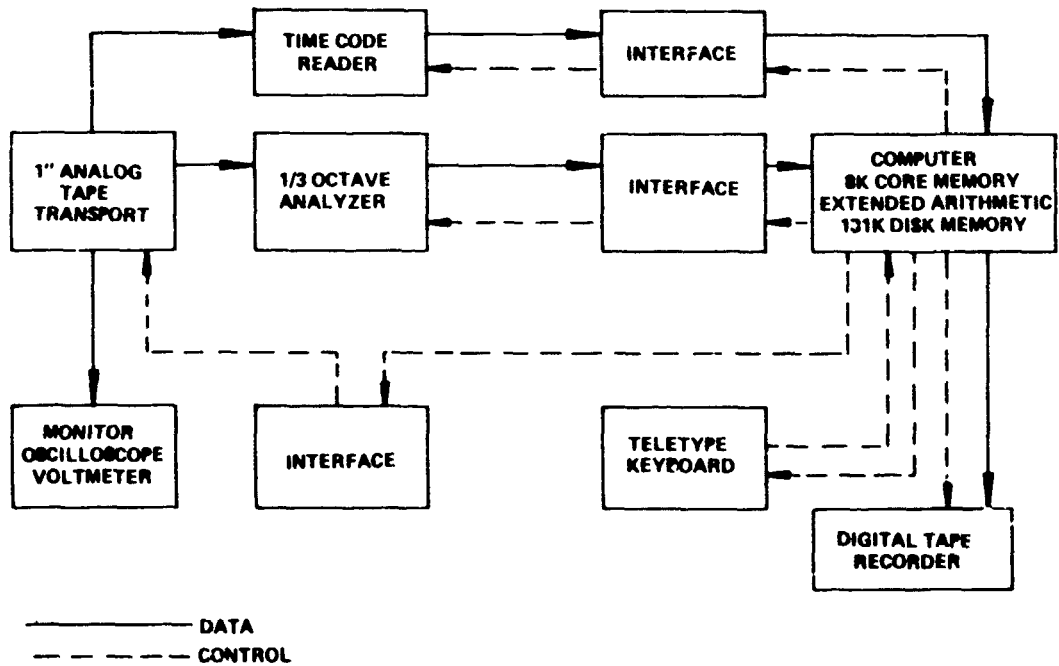 TIME CODE
READER
INTERFACE
1" ANALOG
TAPE
TRANSPORT
1/3 OCTAVE
ANALYZER
INTERFACE
COMPUTER
8K CORE MEMORY
EXTENDED ARITHMETIC
131K DISK MEMORY
MONITOR
OSCILLOSCOPE
VOLTMETER
INTERFACE
TELETYPE
KEYBOARD
DIGITAL TAPE
RECORDER
DATA
CONTROL